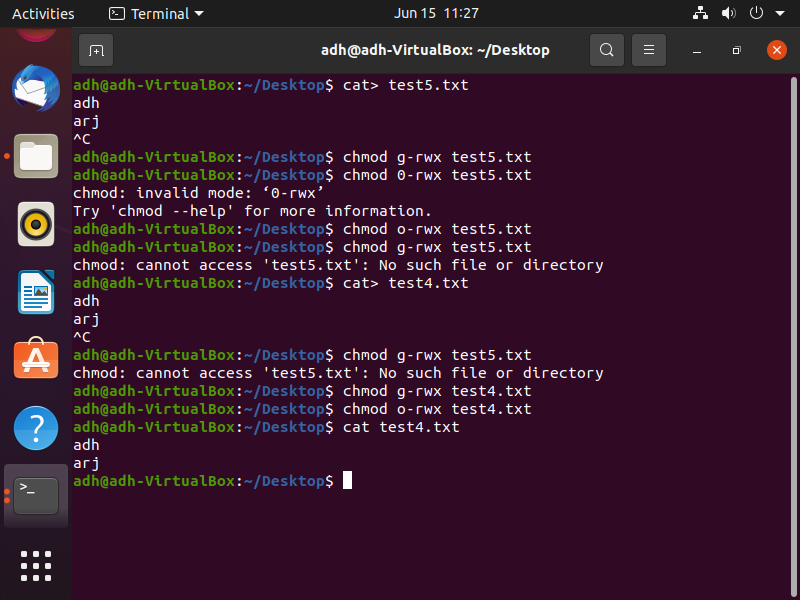 Activities Terminal Jun 15 11:27
adh@adh-VirtualBox: ~/Desktop
adh@adh-VirtualBox:~/Desktop$ cat> test5.txt
adh
arj
^C
adh@adh-VirtualBox:~/Desktop$ chmod g-rwx test5.txt
adh@adh-VirtualBox:~/Desktop$ chmod 0-rwx test5.txt
chmod: invalid mode: ‘0-rwx’
Try 'chmod --help' for more information.
adh@adh-VirtualBox:~/Desktop$ chmod o-rwx test5.txt
adh@adh-VirtualBox:~/Desktop$ chmod g-rwx test5.txt
chmod: cannot access 'test5.txt': No such file or directory
adh@adh-VirtualBox:~/Desktop$ cat> test4.txt
adh
arj
^C
adh@adh-VirtualBox:~/Desktop$ chmod g-rwx test5.txt
chmod: cannot access 'test5.txt': No such file or directory
adh@adh-VirtualBox:~/Desktop$ chmod g-rwx test4.txt
adh@adh-VirtualBox:~/Desktop$ chmod o-rwx test4.txt
adh@adh-VirtualBox:~/Desktop$ cat test4.txt
adh
arj
adh@adh-VirtualBox:~/Desktop$